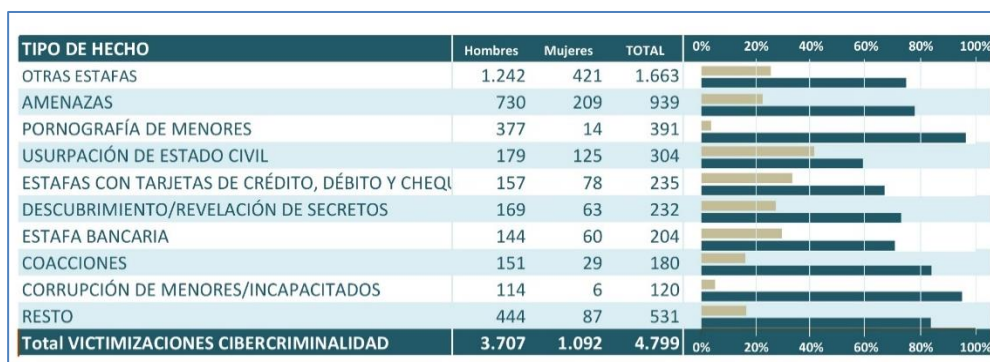 TIPO DE HECHO Hombres Mujeres TOTAL 0% 20% 40% 60% 80% 100%
OTRAS ESTAFAS 1.242 421 1.663
AMENAZAS 730 209 939
PORNOGRAFÍA DE MENORES 377 14 391
USURPACIÓN DE ESTADO CIVIL 179 125 304
ESTAFAS CON TARJETAS DE CRÉDITO, DÉBITO Y CHEQU 157 78 235
DESCUBRIMIENTO/REVELACIÓN DE SECRETOS 169 63 232
ESTAFA BANCARIA 144 60 204
COACCIONES 151 29 180
CORRUPCIÓN DE MENORES/INCAPACITADOS 114 6 120
RESTO 444 87 531
Total VICTIMIZACIONES CIBERCRIMINALIDAD 3.707 1.092 4.799 0% 20% 40% 60% 80% 100%